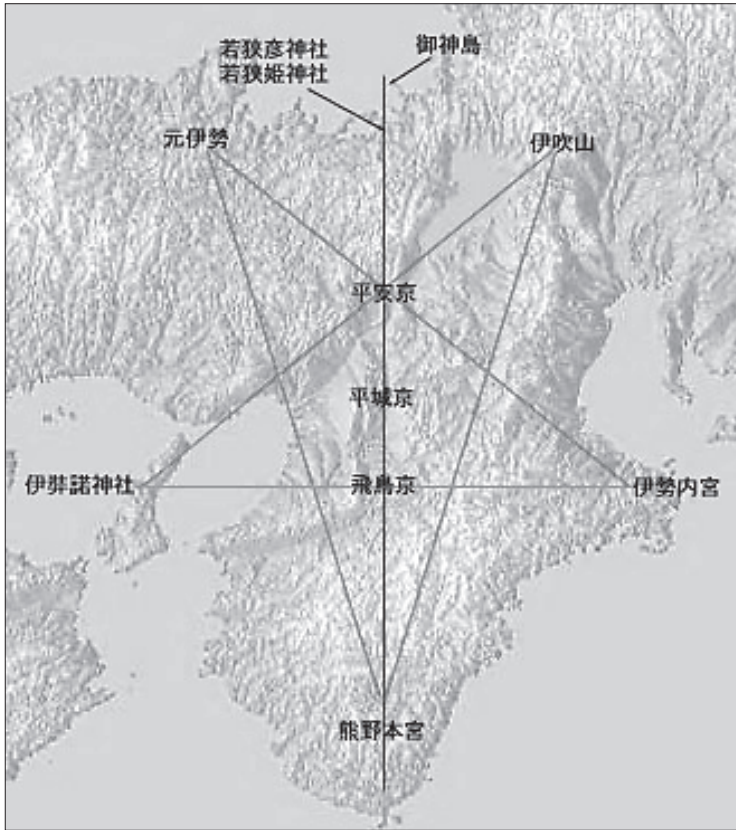 若狭彦神社
若狭姫神社
御神島
元伊勢
伊吹山
平安京
平城京
伊弉諾神社
飛鳥京
伊勢内宮
熊野本宮